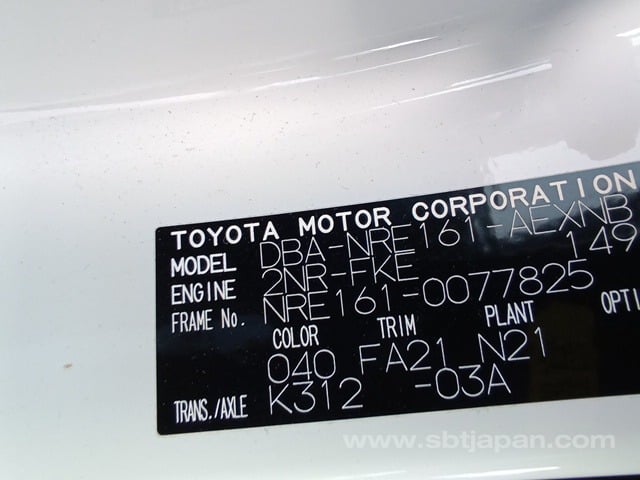 TOYOTA MOTOR CORPORATION
MODEL DBA-NRE161-AEXNB
ENGINE 2NR-FKE 149
FRAME No. NRE161-0077825
COLOR TRIM PLANT OPTI
040 FA21 N21
TRANS./AXLE K312 -03A
www.sbtjapan.com